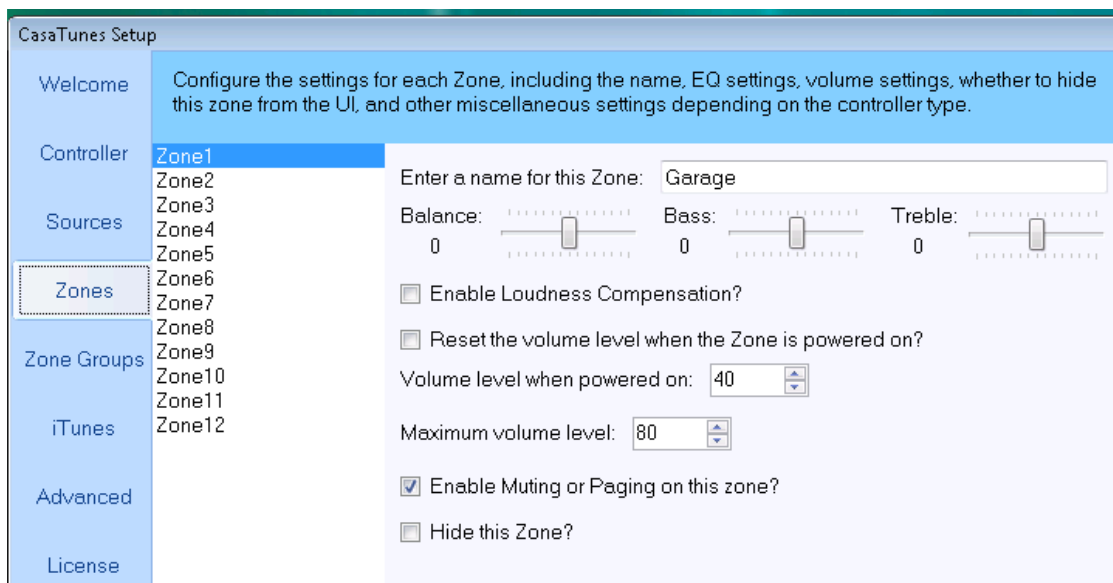 CasaTunes Setup
Welcome
Controller
Sources
Zones
Zone Groups
iTunes
Advanced
License
Configure the settings for each Zone, including the name, EQ settings, volume settings, whether to hide
this zone from the UI, and other miscellaneous settings depending on the controller type.
Zone1
Zone2
Zone3
Zone4
Zone5
Zone6
Zone7
Zone8
Zone9
Zone10
Zone11
Zone12
Enter a name for this Zone: Garage
Balance: Bass: Treble:
0 0 0
Enable Loudness Compensation?
Reset the volume level when the Zone is powered on?
Volume level when powered on: 40
Maximum volume level: 80
Enable Muting or Paging on this zone?
Hide this Zone?